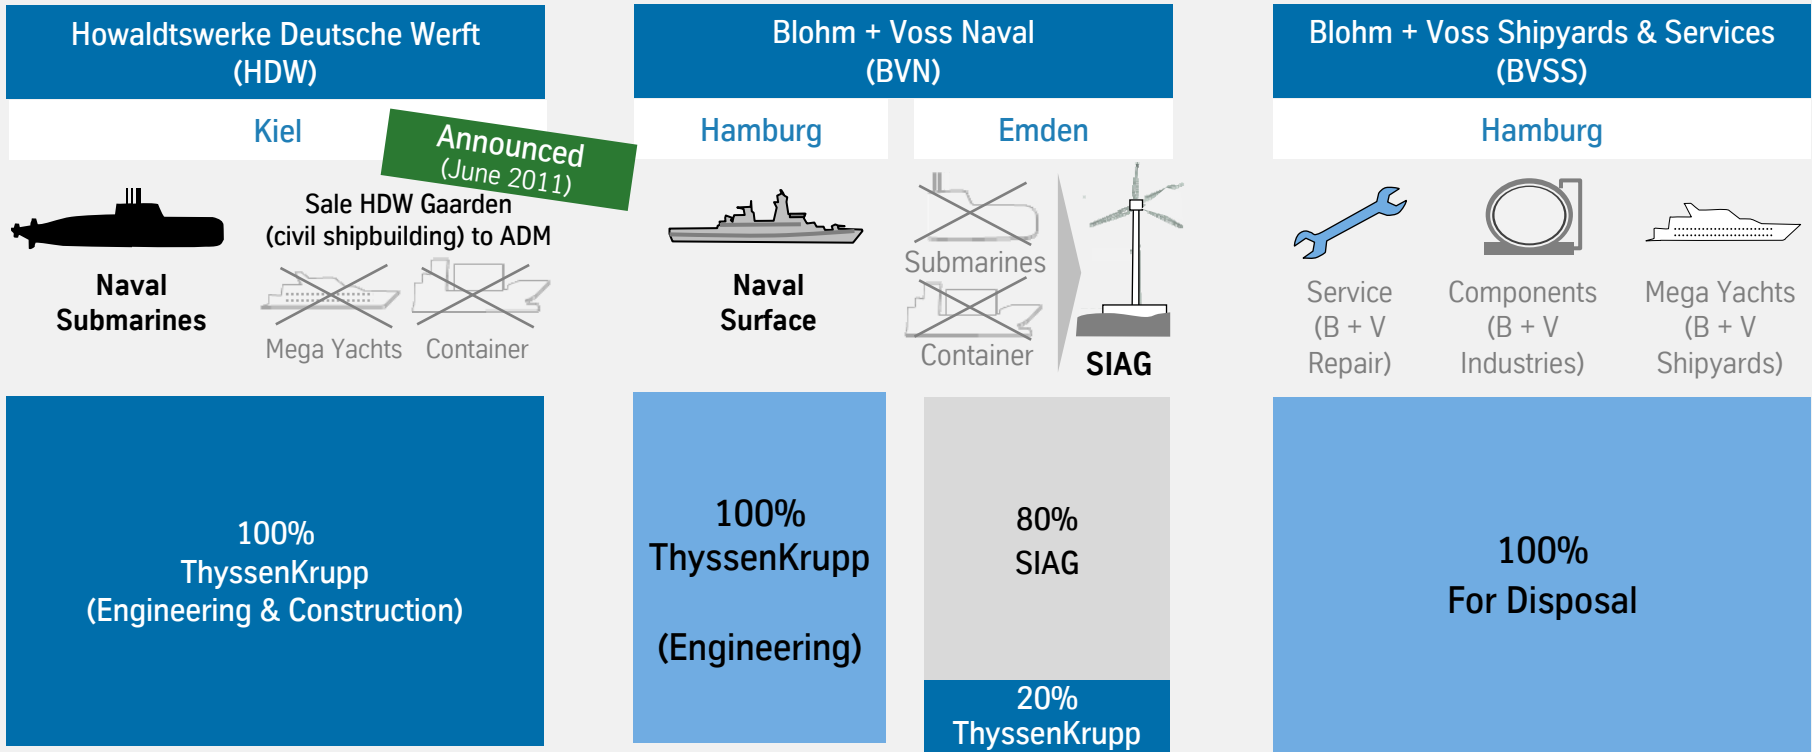 Howaldtswerke Deutsche Werft
(HDW)
Kiel
Announced
(June 2011)
Sale HDW Gaarden
(civil shipbuilding) to ADM
Naval
Submarines
Mega Yachts
Container
100%
ThyssenKrupp
(Engineering & Construction)
Blohm + Voss Naval
(BVN)
Hamburg
Naval
Surface
100%
ThyssenKrupp
(Engineering)
Emden
Submarines
Container
SIAG
80%
SIAG
20%
ThyssenKrupp
Blohm + Voss Shipyards & Services
(BVSS)
Hamburg
Service
(B + V
Repair)
Components
(B + V
Industries)
Mega Yachts
(B + V
Shipyards)
100%
For Disposal